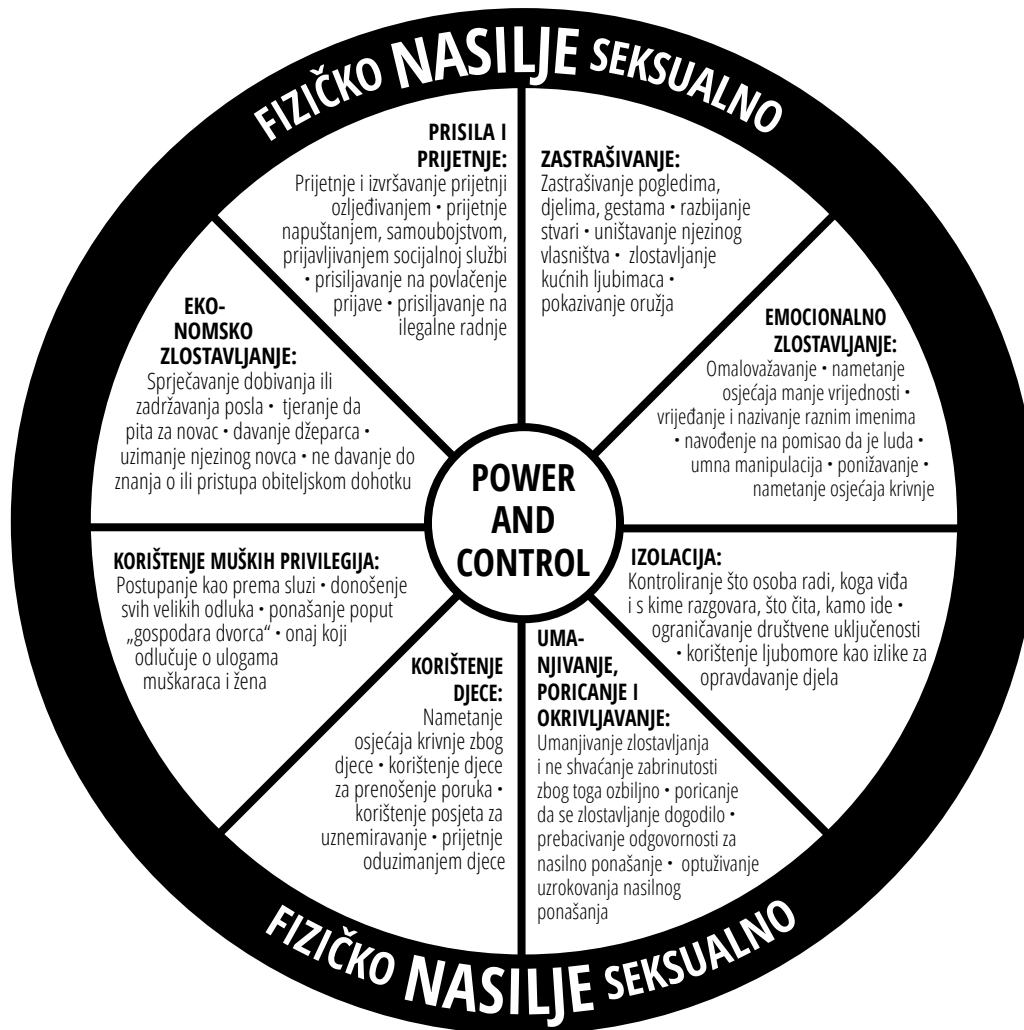 FIZIČKO NASILJE SEKSUALNO
PRISILA I
PRIJETNJE:
Prijetnje i izvršavanje prijetnji
ozljeđivanjem • prijetnje
napuštanjem, samoubojstvom,
prijavljivanjem socijalnoj službi
• prisiljavanje na povlačenje
prijave • prisiljavanje na
ilegalne radnje
ZASTRAŠIVANJE:
Zastrašivanje pogledima,
djelima, gestama • razbijanje
stvari • uništavanje njezinog
vlasništva • zlostavljanje
kućnih ljubimaca •
pokazivanje oružja
EKO-
NOMSKO
ZLOSTAVLJANJE:
Sprječavanje dobivanja ili
zadržavanja posla • tjeranje da
pita za novac • davanje džeparca •
uzimanje njezinog novca • ne davanje do
znanja o ili pristupa obiteljskom dohotku
EMOCIONALNO
ZLOSTAVLJANJE:
Omalovažavanje • nametanje
osjećaja manje vrijednosti •
vrijeđanje i nazivanje raznim imenima
• navođenje na pomisao da je luda •
umna manipulacija • ponižavanje •
nametanje osjećaja krivnje
POWER
AND
CONTROL
KORIŠTENJE MUŠKIH PRIVILEGIJA:
Postupanje kao prema sluzi • donošenje
svih velikih odluka • ponašanje poput
„gospodara dvorca“ • onaj koji
odlučuje o ulogama
muškaraca i žena
IZOLACIJA:
Kontroliranje što osoba radi, koga viđa
i s kime razgovara, što čita, kamo ide •
ograničavanje društvene uključenosti
• korištenje ljubomore kao izlike za
opravdavanje djela
KORIŠTENJE
DJECE:
Nametanje
osjećaja krivnje zbog
djece • korištenje djece
za prenošenje poruka •
korištenje posjeta za
uznemiravanje • prijetnje
oduzimanjem djece
UMA-
NJIVANJE,
PORICANJE I
OKRIVLJAVANJE:
Umanjivanje zlostavljanja
i ne shvaćanje zabrinutosti
zbog toga ozbiljno • poricanje
da se zlostavljanje dogodilo •
prebacivanje odgovornosti za
nasilno ponašanje • optuživanje
uzrokovanja nasilnog
ponašanja
FIZIČKO NASILJE SEKSUALNO